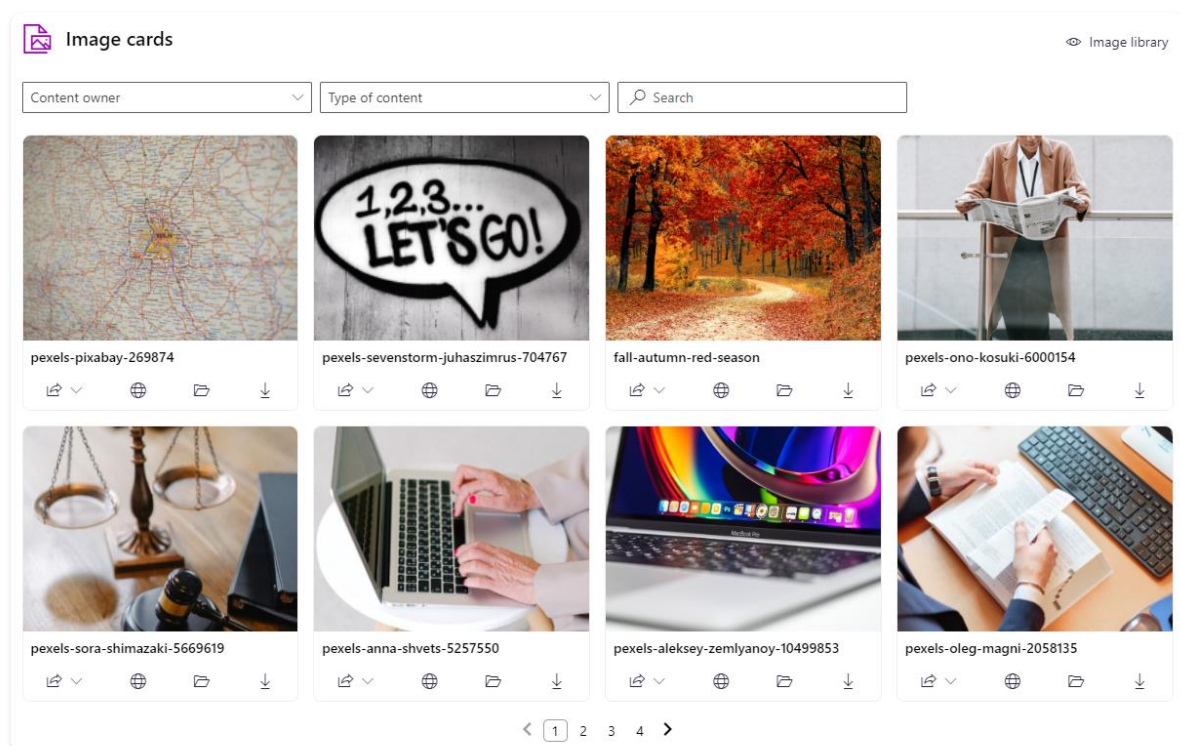 Image cards
Image library
Content owner
Type of content
Search
1,2,3...
LET'S GO!
pexels-pixabay-269874
pexels-sevenstorm-juhaszimrus-704767
fall-autumn-red-season
pexels-ono-kosuki-6000154
MacBook Pro
pexels-sora-shimazaki-5669619
pexels-anna-shvets-5257550
pexels-aleksey-zemlyanoy-10499853
pexels-oleg-magni-2058135
1 2 3 4